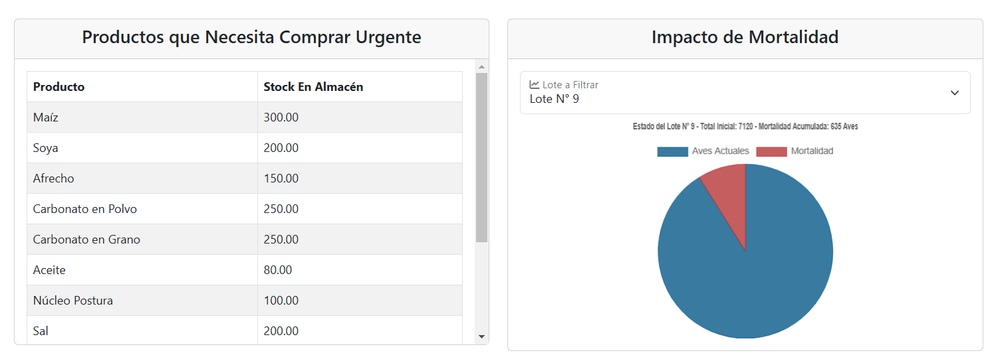 Productos que Necesita Comprar Urgente
Producto Stock En Almacén
Maíz 300.00
Soya 200.00
Afrecho 150.00
Carbonato en Polvo 250.00
Carbonato en Grano 250.00
Aceite 80.00
Núcleo Postura 100.00
Sal 200.00
Impacto de Mortalidad
Lote a Filtrar
Lote N° 9
Estado del Lote N° 9 - Total Inicial: 7120 - Mortalidad Acumulada: 635 Aves
Aves Actuales Mortalidad